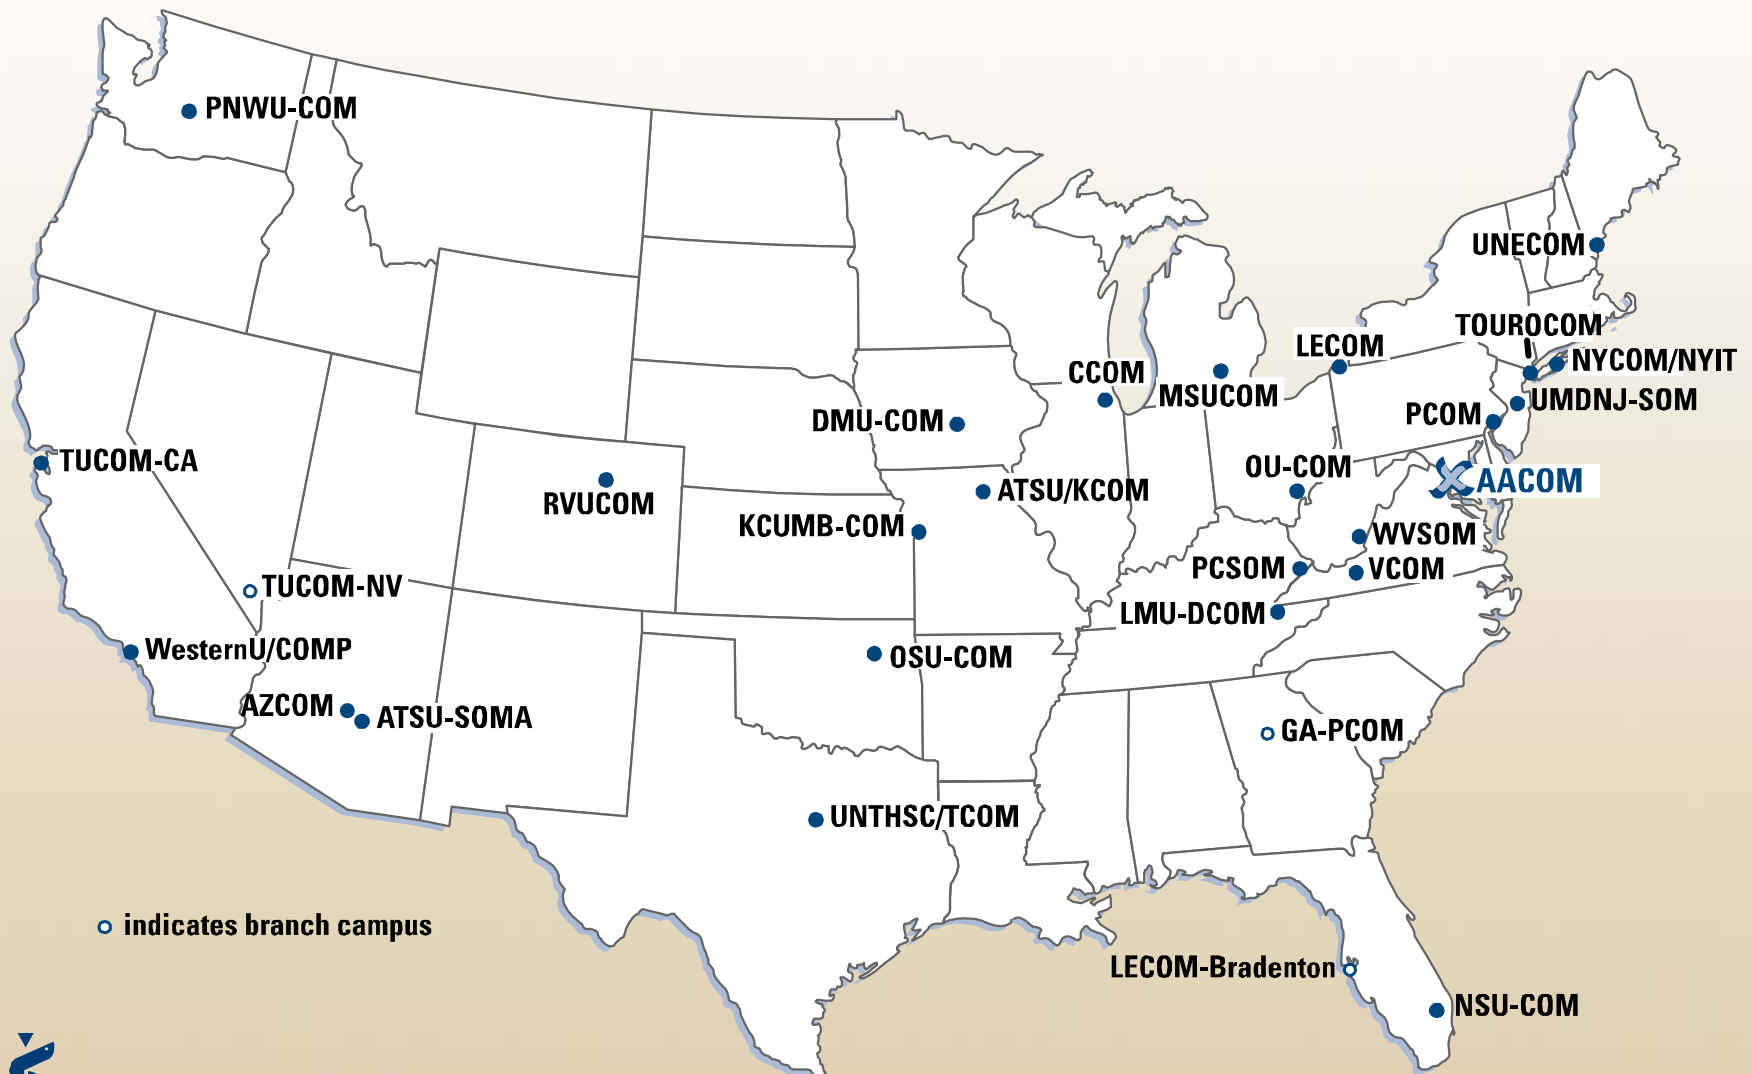 PNWU-COM
UNECOM
TOUROCOM
LECOM
NYCOM/NYIT
CCOM
MSUCOM
UMDNJ-SOM
PCOM
DMU-COM
TUCOM-CA
OU-COM
AACOM
RVUCOM
ATSU/KCOM
KCUMB-COM
WVSOM
PCSOM
VCOM
TUCOM-NV
LMU-DCOM
WesternU/COMP
OSU-COM
AZCOM
ATSU-SOMA
GA-PCOM
UNTHSC/TCOM
indicates branch campus
LECOM-Bradenton
NSU-COM